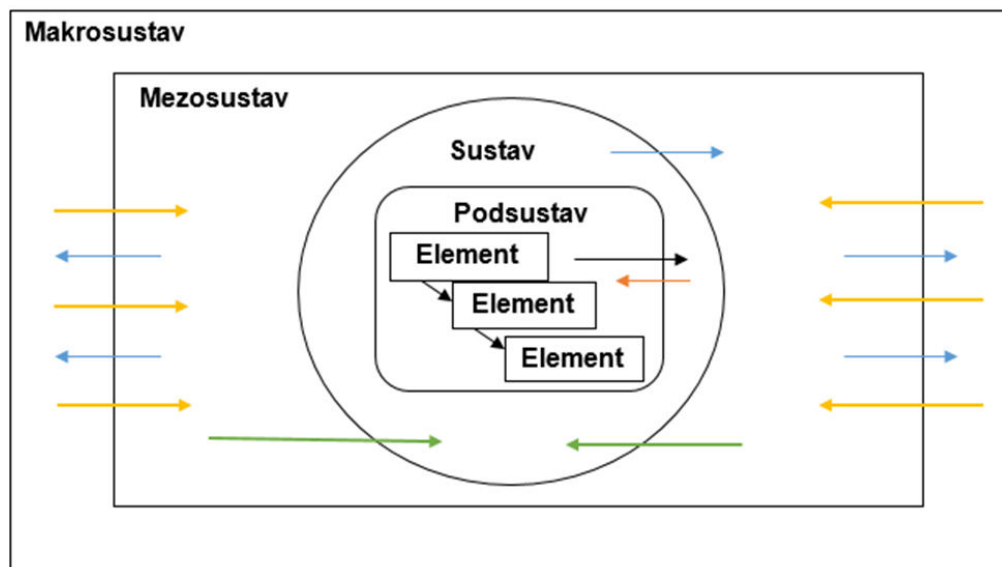 Makrosustav
Mezosustav
Sustav
Podsustav
Element
Element
Element